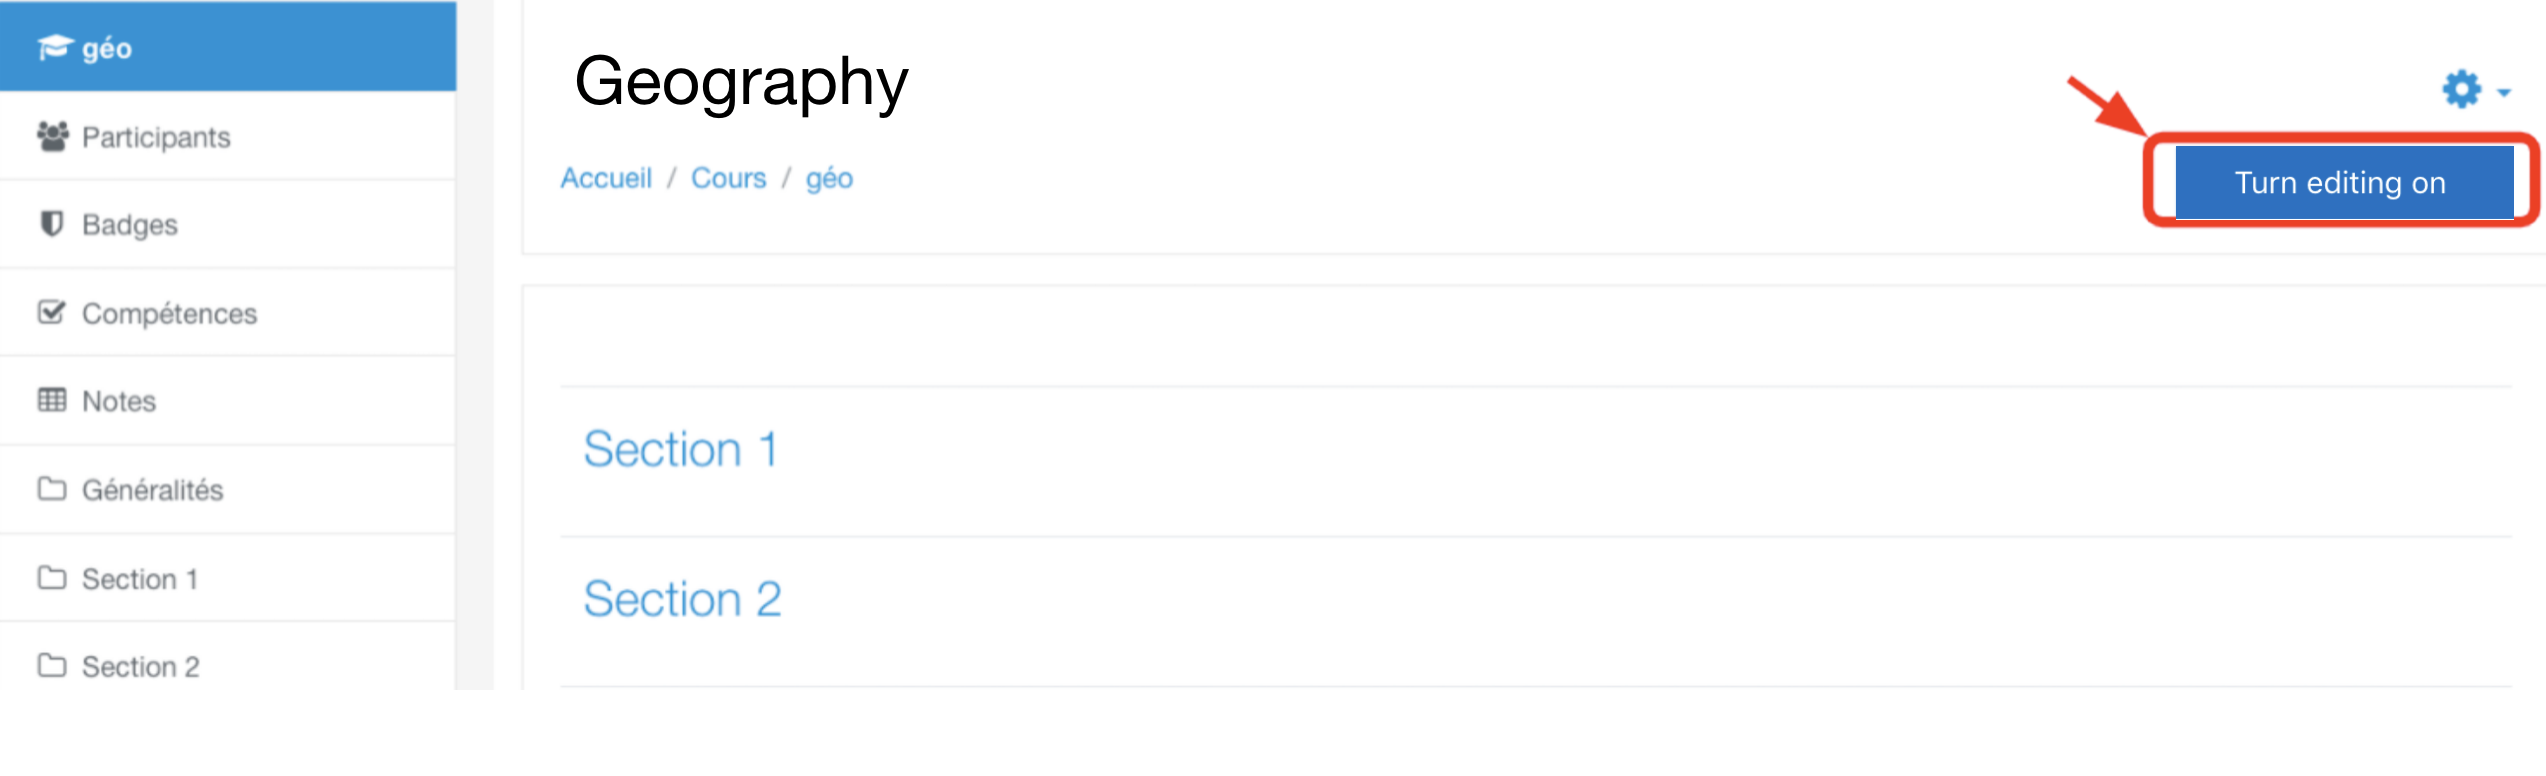 géo
Participants
Badges
Compétences
Notes
Généralités
Section 1
Section 2
Geography
Accueil / Cours / géo
Turn editing on
Section 1
Section 2